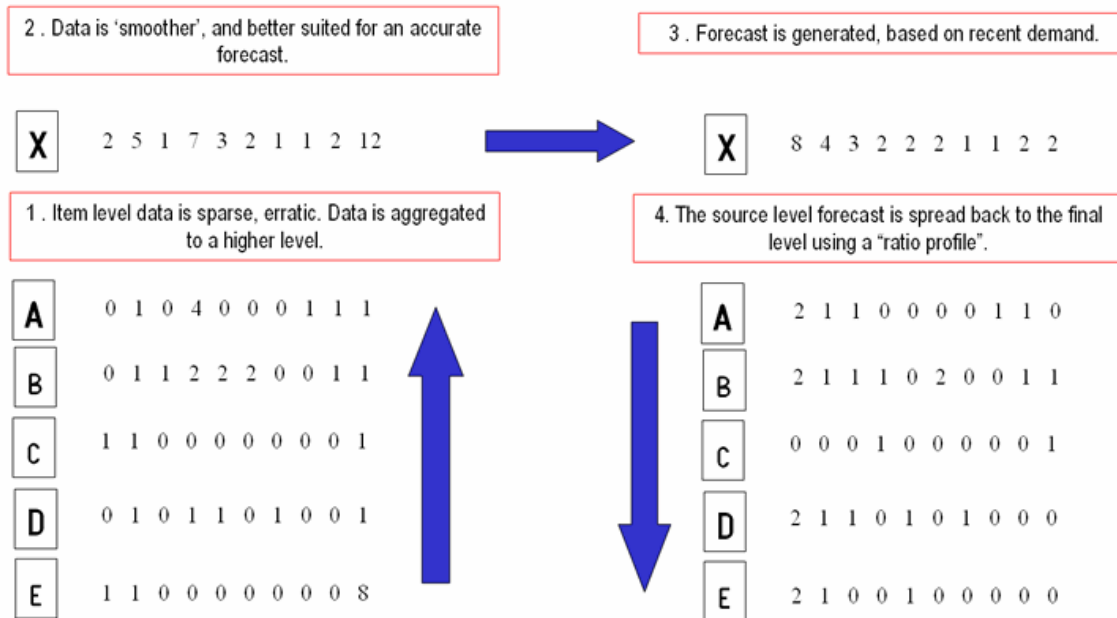 2 . Data is ‘smoother’, and better suited for an accurate
forecast.
3 . Forecast is generated, based on recent demand.
X 2 5 1 7 3 2 1 1 2 12
X 8 4 3 2 2 2 1 1 2 2
1 . Item level data is sparse, erratic. Data is aggregated
to a higher level.
4. The source level forecast is spread back to the final
level using a “ratio profile”.
A 0 1 0 4 0 0 0 1 1 1
A 2 1 1 0 0 0 0 1 1 0
B 0 1 1 2 2 2 0 0 1 1
B 2 1 1 1 0 2 0 0 1 1
C 1 1 0 0 0 0 0 0 0 1
C 0 0 0 1 0 0 0 0 0 1
D 0 1 0 1 1 0 1 0 0 1
D 2 1 1 0 1 0 1 0 0 0
E 1 1 0 0 0 0 0 0 0 8
E 2 1 0 0 1 0 0 0 0 0